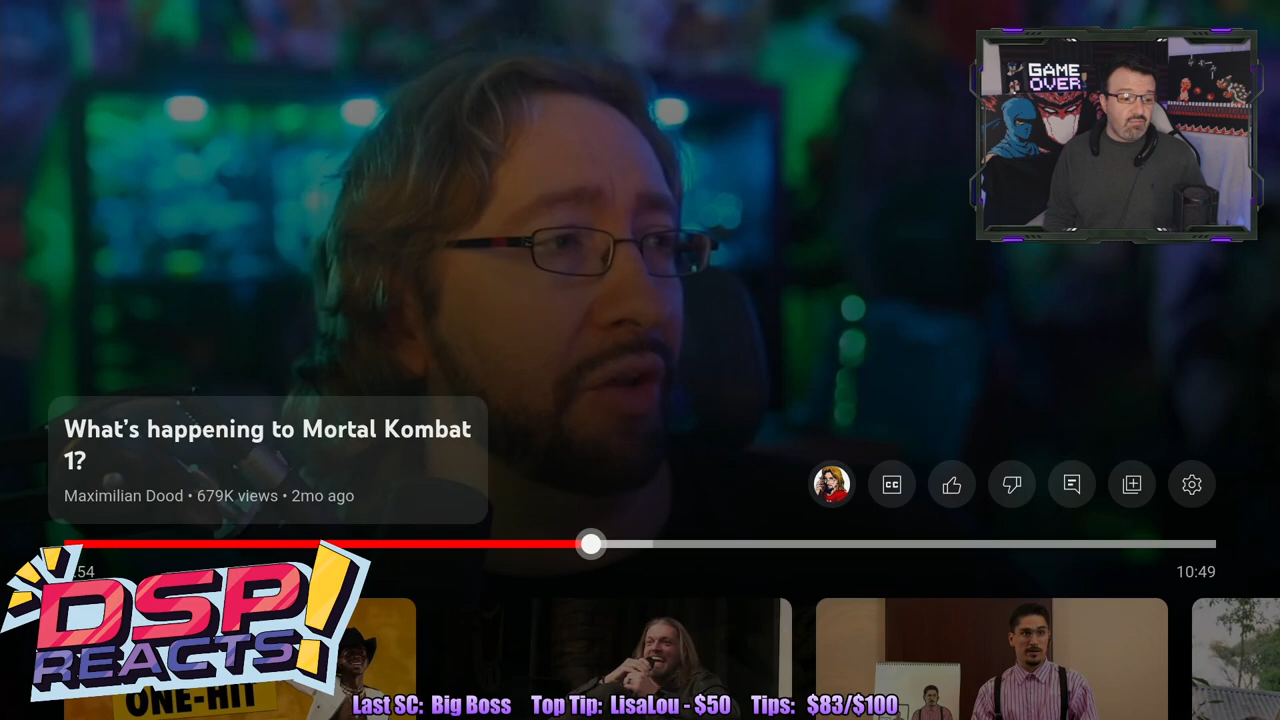 GAME
OVER
What's happening to Mortal Kombat
1?
Maximilian Dood • 679K views • 2mo ago
CC
:54
10:49
DSP!
REACTS
ONE-HIT
Last SC: Big Boss Top Tip: LisaLou - $50 Tips: $83/$100